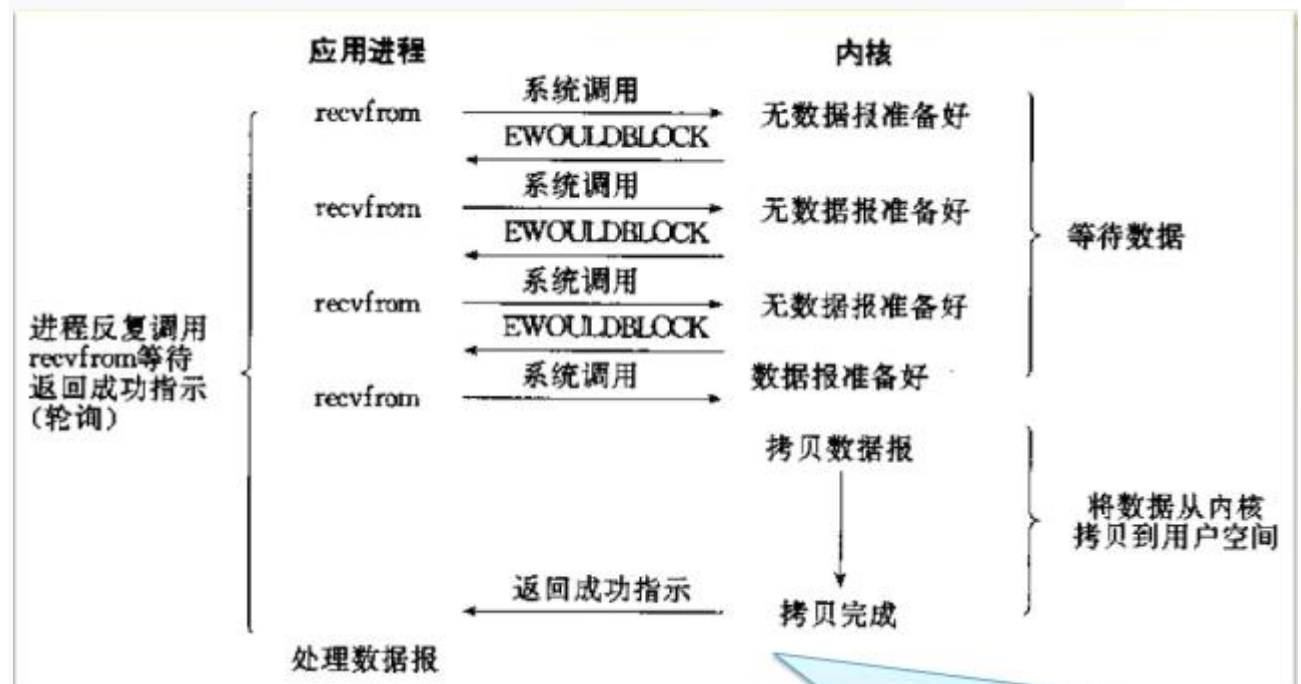 应用进程
内核
recvfrom
系统调用
无数据报准备好
EWOULDBLOCK
recvfrom
系统调用
无数据报准备好
EWOULDBLOCK
等待数据
recvfrom
系统调用
无数据报准备好
EWOULDBLOCK
进程反复调用
recvfrom等待
返回成功指示
(轮询)
recvfrom
系统调用
数据报准备好
拷贝数据报
将数据从内核
拷贝到用户空间
返回成功指示
拷贝完成
处理数据报